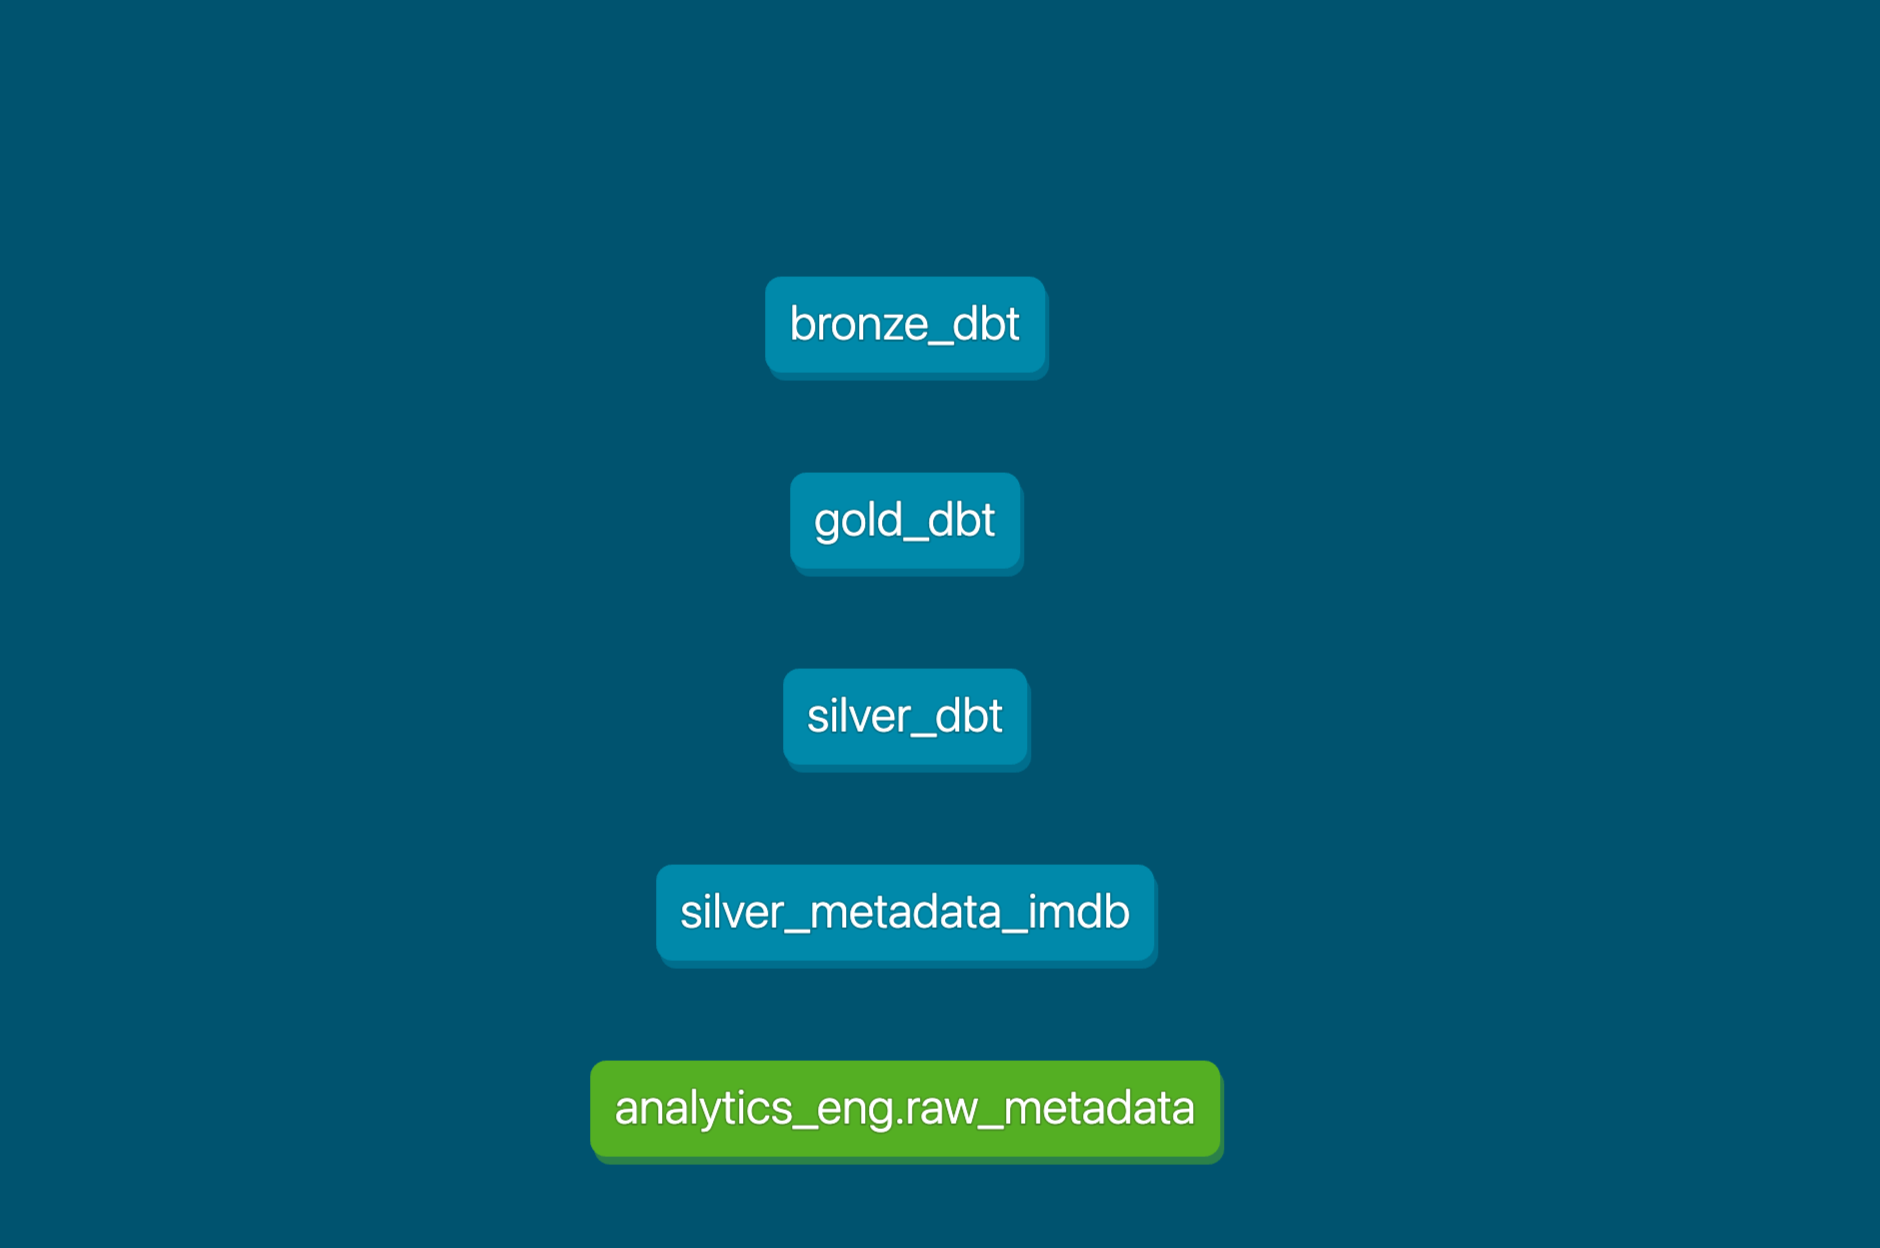 bronze_dbt
gold_dbt
silver_dbt
silver_metadata_imdb
analytics_eng.raw_metadata